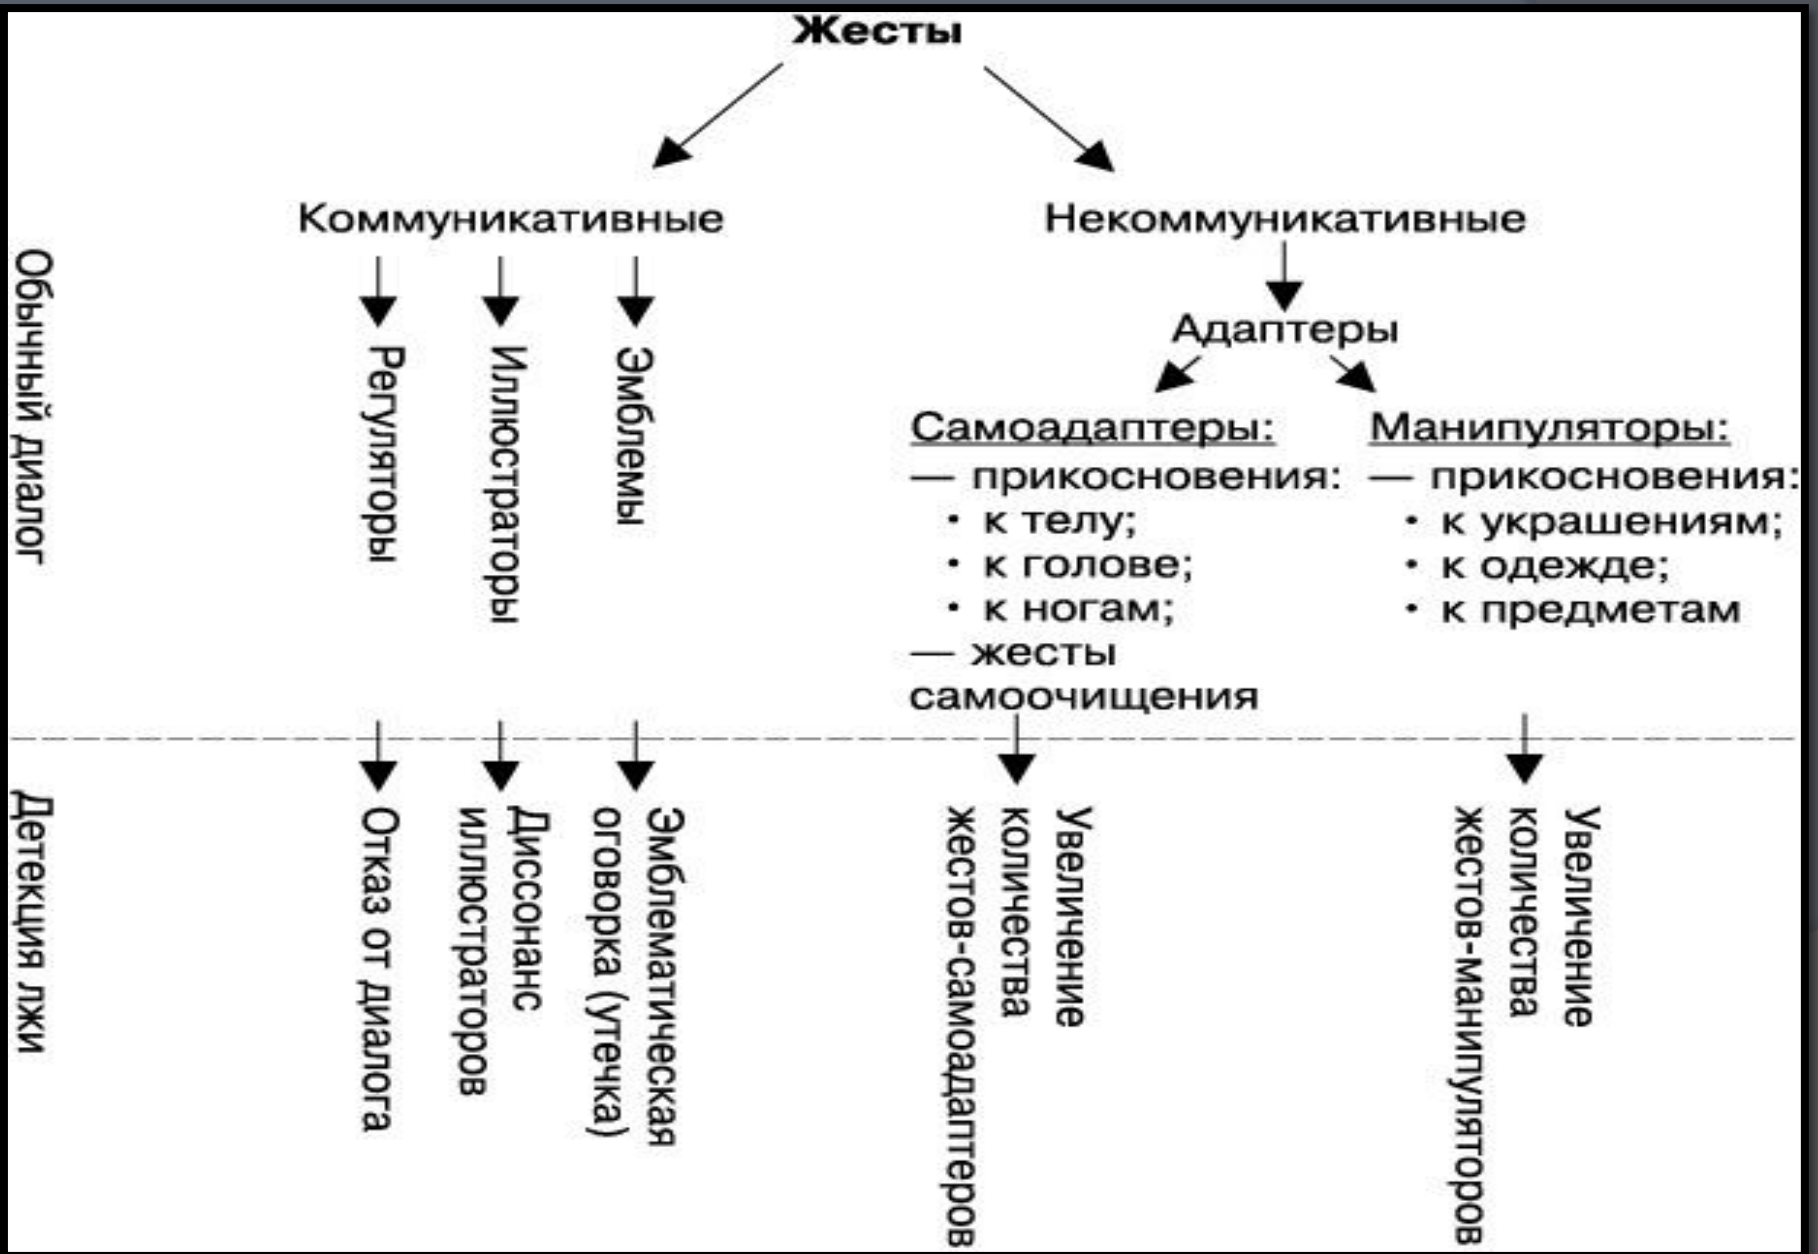 Жесты
Коммуникативные
Некоммуникативные
Обычный диалог
Регуляторы
Иллюстраторы
Эмблемы
Адаптеры
Самоадаптеры:
— прикосновения:
• к телу;
• к голове;
• к ногам;
— жесты
самоочищения
Манипуляторы:
— прикосновения:
• к украшениям;
• к одежде;
• к предметам
Детекция лжи
Отказ от диалога
Диссонанс
иллюстраторов
Эмблематическая
оговорка (утечка)
Увеличение
количества
жестов-самоадаптеров
Увеличение
количества
жестов-манипуляторов